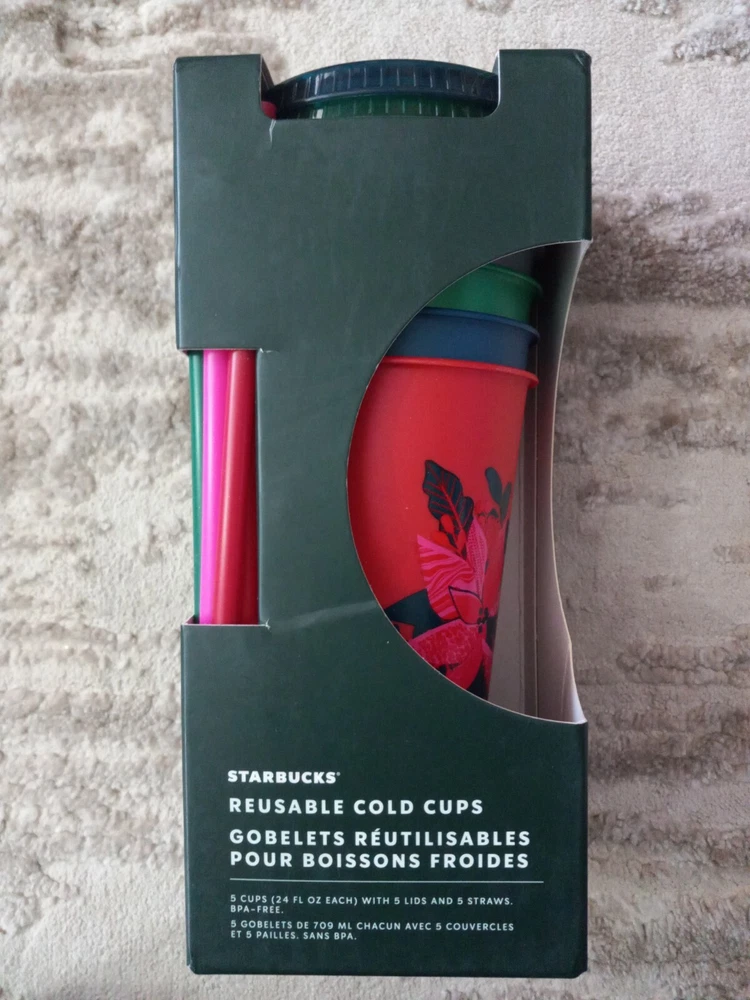 STARBUCKS®
REUSABLE COLD CUPS
GOBELETS RÉUTILISABLES
POUR BOISSONS FROIDES
5 CUPS (24 FL OZ EACH) WITH 5 LIDS AND 5 STRAWS.
BPA-FREE.
5 GOBELETS DE 709 ML CHACUN AVEC 5 COUVERCLES
ET 5 PAILLES. SANS BPA.